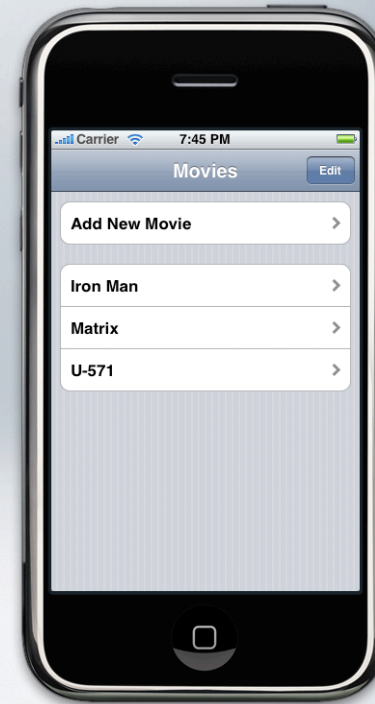 Carrier 7:45 PM
Movies Edit
Add New Movie
Iron Man
Matrix
U-571